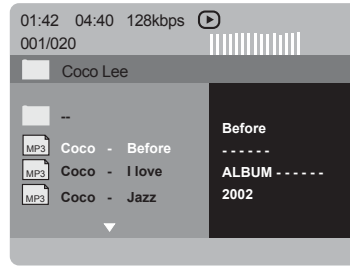 01:42 04:40 128kbps
001/020
Coco Lee
--
MP3 Coco - Before
MP3 Coco - I love
MP3 Coco - Jazz
Before
- - - - - -
ALBUM - - - - - -
2002